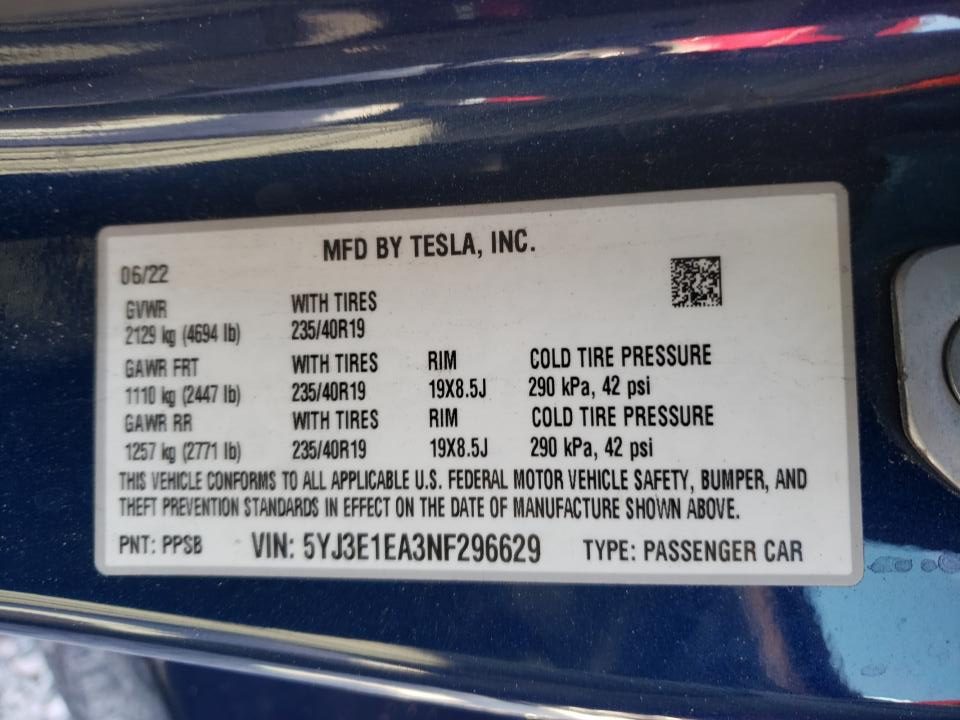 MFD BY TESLA, INC.
06/22
GVWR WITH TIRES
2129 kg (4694 lb) 235/40R19
GAWR FRT WITH TIRES RIM COLD TIRE PRESSURE
1110 kg (2447 lb) 235/40R19 19X8.5J 290 kPa, 42 psi
GAWR RR WITH TIRES RIM COLD TIRE PRESSURE
1257 kg (2771 lb) 235/40R19 19X8.5J 290 kPa, 42 psi
THIS VEHICLE CONFORMS TO ALL APPLICABLE U.S. FEDERAL MOTOR VEHICLE SAFETY, BUMPER, AND
THEFT PREVENTION STANDARDS IN EFFECT ON THE DATE OF MANUFACTURE SHOWN ABOVE.
PNT: PPSB VIN: 5YJ3E1EA3NF296629 TYPE: PASSENGER CAR